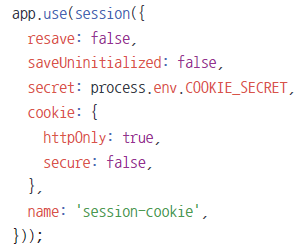 app.use(session({
  resave: false,
  saveUninitialized: false,
  secret: process.env.COOKIE_SECRET,
  cookie: {
    httpOnly: true,
    secure: false,
  },
  name: 'session-cookie',
}));